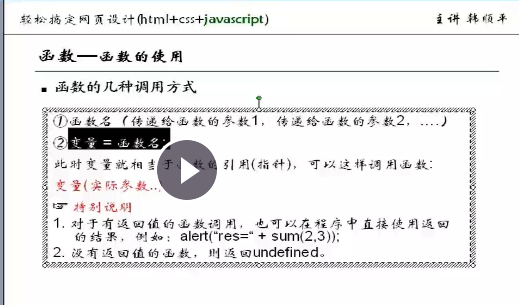 轻松搞定网页设计(html+css+javascript)
主讲 韩顺平
函数—函数的使用
■ 函数的几种调用方式
①函数名（传递给函数的参数1，传递给函数的参数2，....）
②变量=函数名;
此时变量就相当于函数的引用(指针)，可以这样调用函数:
变量(实际参数..)
☞ 特别说明
1. 对于有返回值的函数调用，也可以在程序中直接使用返回
的结果，例如：alert("res=" + sum(2,3));
2. 没有返回值的函数，则返回undefined。